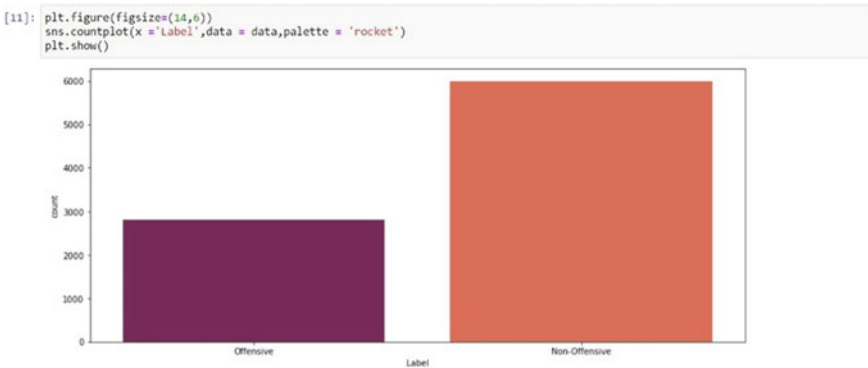 [11]: plt.figure(figsize=(14,6))
sns.countplot(x ='Label',data = data,palette = 'rocket')
plt.show()
6000
5000
4000
3000
2000
1000
0
count
Offensive
Non-Offensive
Label